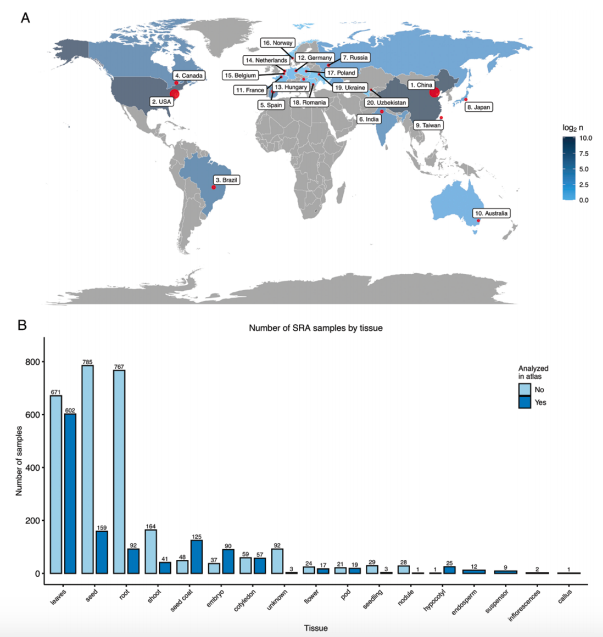 A
16. Norway
12. Germany
7. Russia
14. Netherlands
4. Canada
15. Belgium
17. Poland
11. France
13. Hungary
19. Ukraine
1. China
2. USA
5. Spain
18. Romania
20. Uzbekistan
8. Japan
6. India
9. Taiwan
3. Brazil
10. Australia
log2 n
10.0
7.5
5.0
2.5
0.0
B
Number of SRA samples by tissue
Number of samples
800
600
400
200
0
671
602
785
159
767
92
164
41
48
125
37
90
59
57
92
3
24
17
21
19
29
3
28
1
1
25
12
9
2
1
Analyzed
in atlas
No
Yes
leaves
seed
root
shoot
seed coat
embryo
cotyledon
unknown
flower
pod
seedling
nodule
hypocotyl
endosperm
suspensor
inflorescences
callus
Tissue